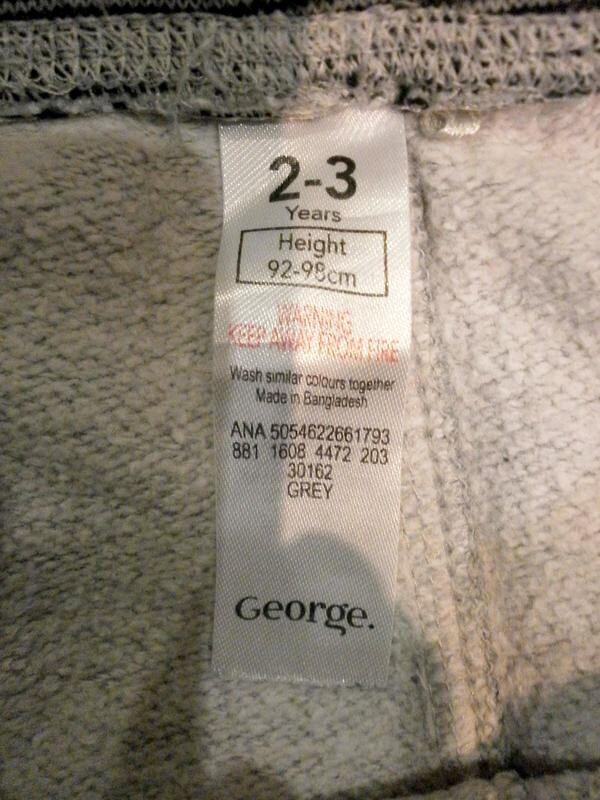 2-3
Years
Height
92-98cm
WARNING
KEEP AWAY FROM FIRE
Wash similar colours together
Made in Bangladesh
ANA 5054622661793
881 1608 4472 203
30162
GREY
George.